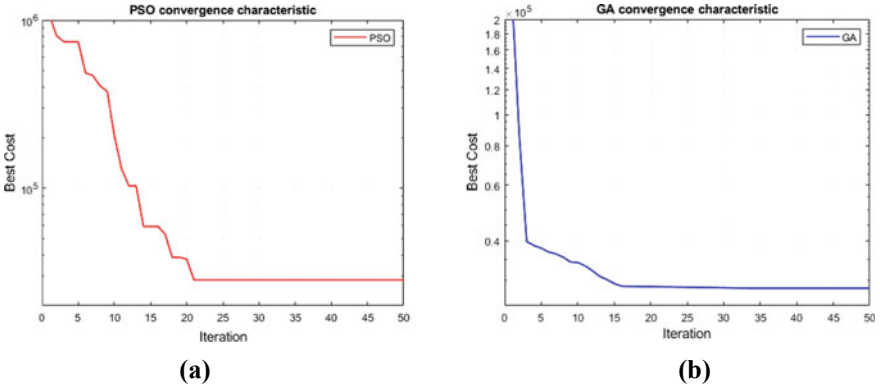 PSO convergence characteristic
10^6
PSO
10^5
Best Cost
0 5 10 15 20 25 30 35 40 45 50
Iteration
(a)
GA convergence characteristic
× 10^5
2
GA
1.8
1.6
1.4
1.2
1
0.8
0.6
0.4
Best Cost
0 5 10 15 20 25 30 35 40 45 50
Iteration
(b)